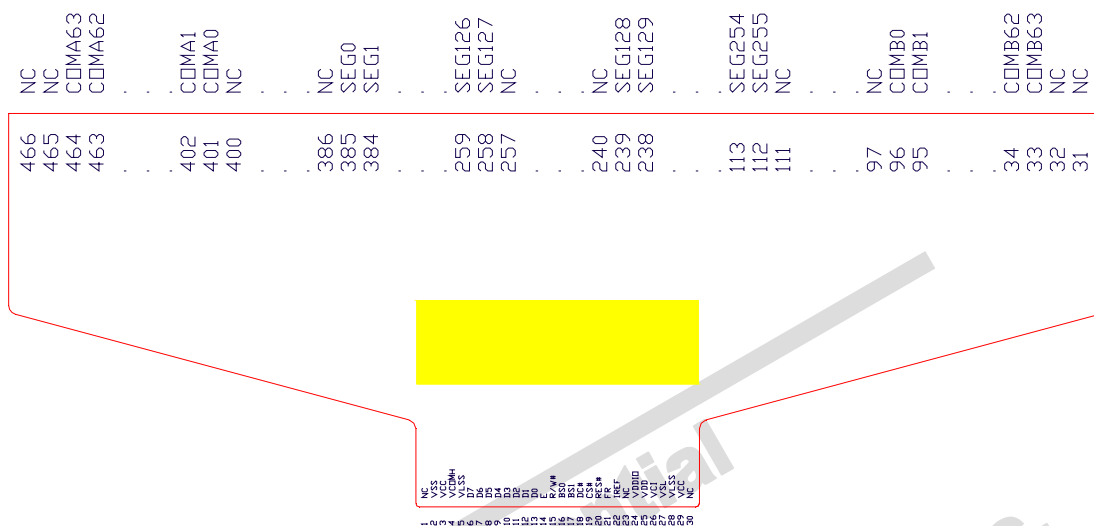 NC NC COMA63 COMA62 . . . COMA1 COMA0 NC . . . NC SEG0 SEG1 . . . SEG126 SEG127 NC . . . NC SEG128 SEG129 . . . SEG254 SEG255 NC . . . NC COMB0 COMB1 . . . COMB62 COMB63 NC NC
466 465 464 463 . . . 402 401 400 . . . 386 385 384 . . . 259 258 257 . . . 240 239 238 . . . 113 112 111 . . . 97 96 95 . . . 34 33 32 31
NC VSS VCC VCOMH VLSS D7 D6 D5 D4 D3 D2 D1 D0 E R/W# BS0 BS1 DC# CS# RES# FR IREF NC VDDIO VDD VCI VSL VLSS VCC NC
1 2 3 4 5 6 7 8 9 10 11 12 13 14 15 16 17 18 19 20 21 22 23 24 25 26 27 28 29 30
ential